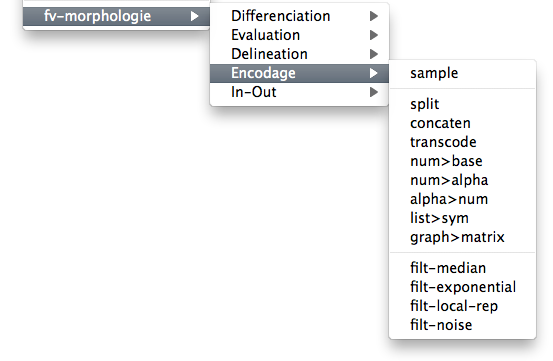 fv-morphologie
Differenciation
Evaluation
Delineation
Encodage
In-Out
sample
split
concaten
transcode
num>base
num>alpha
alpha>num
list>sym
graph>matrix
filt-median
filt-exponential
filt-local-rep
filt-noise